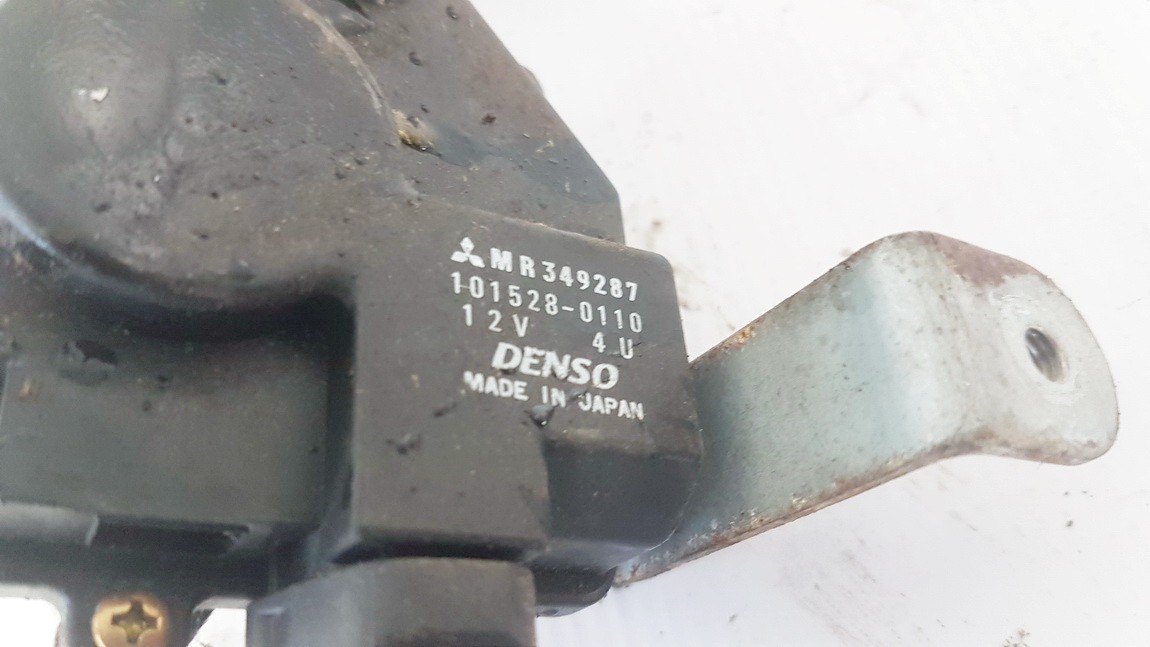 MR349287
101528-0110
12V 4U
DENSO
MADE IN JAPAN